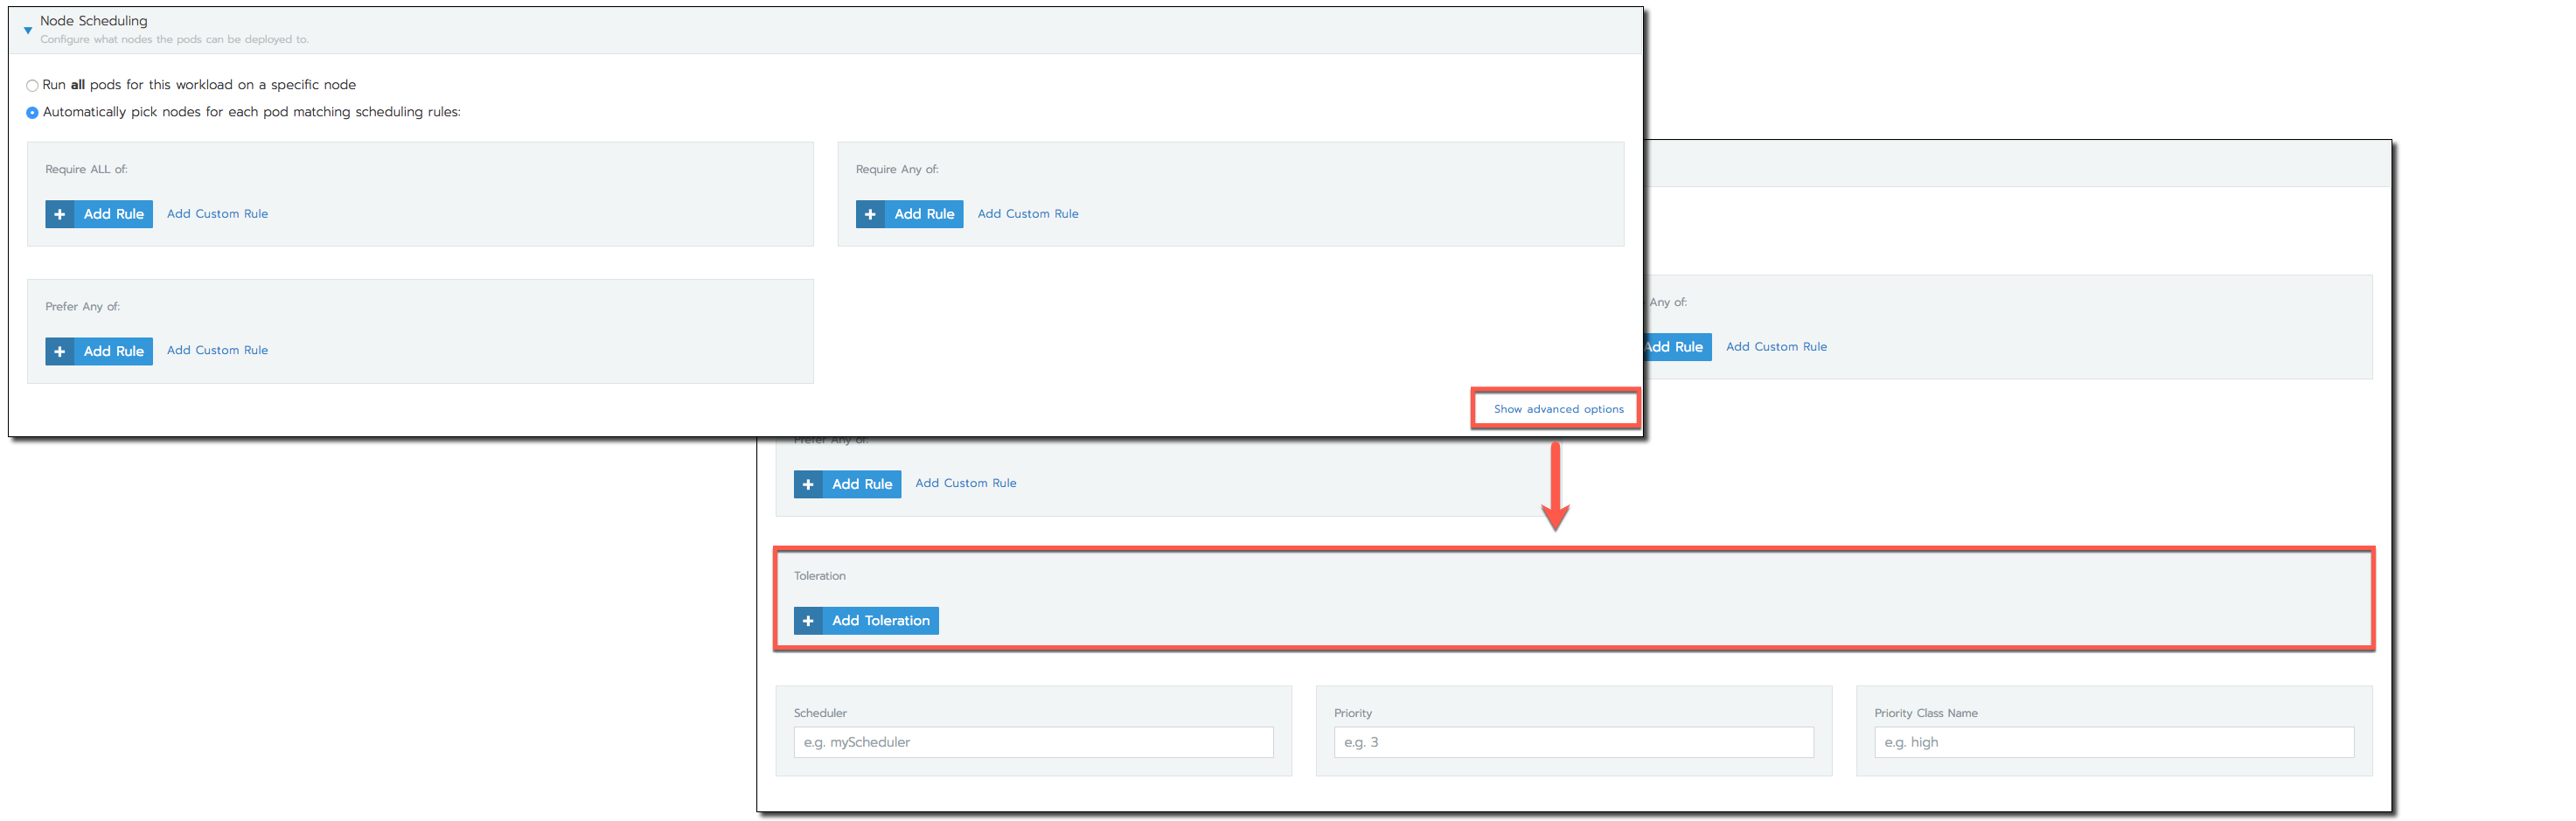 Node Scheduling
Configure what nodes the pods can be deployed to.
Run all pods for this workload on a specific node
Automatically pick nodes for each pod matching scheduling rules:
Require ALL of:
+ Add Rule Add Custom Rule
Require Any of:
+ Add Rule Add Custom Rule
Prefer Any of:
+ Add Rule Add Custom Rule
Show advanced options
Any of:
Add Rule Add Custom Rule
Prefer Any of:
+ Add Rule Add Custom Rule
Toleration
+ Add Toleration
Scheduler
e.g. myScheduler
Priority
e.g. 3
Priority Class Name
e.g. high